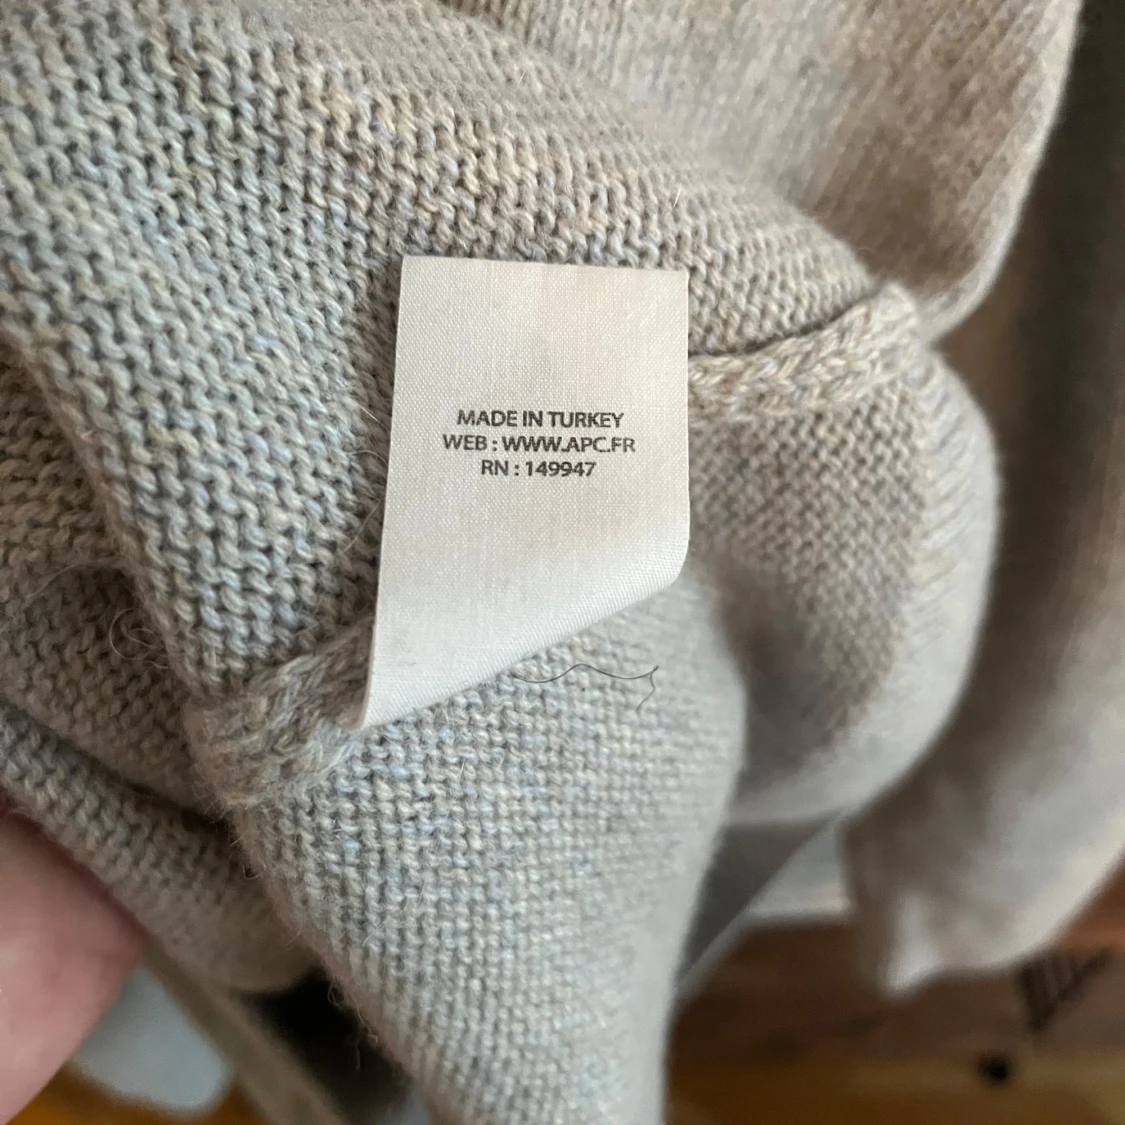 MADE IN TURKEY
WEB : WWW.APC.FR
RN : 149947